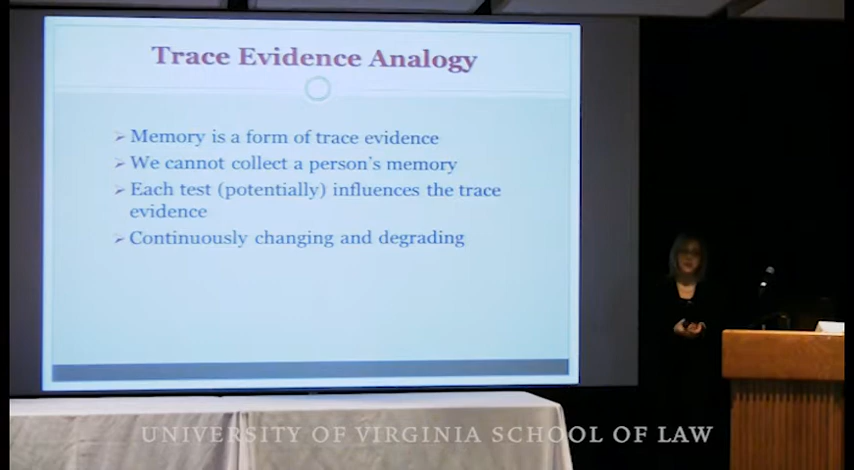 Trace Evidence Analogy
➢ Memory is a form of trace evidence
➢ We cannot collect a person's memory
➢ Each test (potentially) influences the trace
evidence
➢ Continuously changing and degrading
UNIVERSITY OF VIRGINIA SCHOOL OF LAW